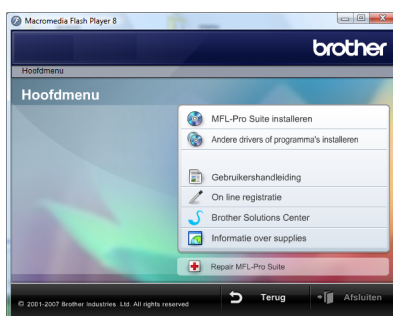 Macromedia Flash Player 8
brother
Hoofdmenu
Hoofdmenu
MFL-Pro Suite installeren
Andere drivers of programma's installeren
Gebruikershandleiding
On line registratie
Brother Solutions Center
Informatie over supplies
Repair MFL-Pro Suite
© 2001-2007 Brother Industries Ltd. All rights reserved
Terug
Afsluiten